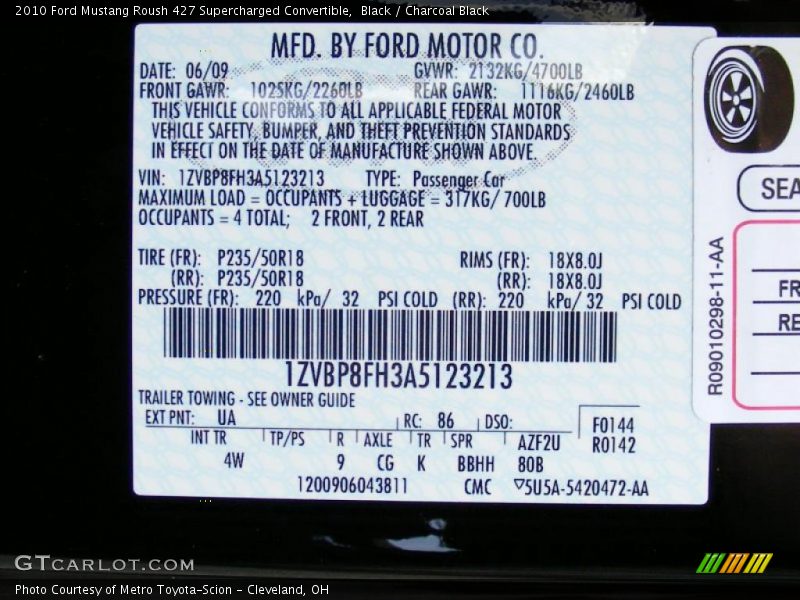 2010 Ford Mustang Roush 427 Supercharged Convertible, Black / Charcoal Black
MFD. BY FORD MOTOR CO.
DATE: 06/09 GVWR: 2132KG/4700LB
FRONT GAWR: 1025KG/2260LB REAR GAWR: 1116KG/2460LB
THIS VEHICLE CONFORMS TO ALL APPLICABLE FEDERAL MOTOR
VEHICLE SAFETY, BUMPER, AND THEFT PREVENTION STANDARDS
IN EFFECT ON THE DATE OF MANUFACTURE SHOWN ABOVE.
VIN: 1ZVBP8FH3A5123213 TYPE: Passenger Car
MAXIMUM LOAD = OCCUPANTS + LUGGAGE = 317KG/ 700LB
OCCUPANTS = 4 TOTAL; 2 FRONT, 2 REAR
TIRE (FR): P235/50R18 RIMS (FR): 18X8.0J
(RR): P235/50R18 (RR): 18X8.0J
PRESSURE (FR): 220 kPa/ 32 PSI COLD (RR): 220 kPa/ 32 PSI COLD
1ZVBP8FH3A5123213
TRAILER TOWING - SEE OWNER GUIDE
EXT PNT: UA RC: 86 DSO: F0144
INT TR TP/PS R AXLE TR SPR AZF2U R0142
4W 9 CG K BBHH 80B
1200906043811 CMC ▽5U5A-5420472-AA
R09010298-11-AA
SEA
FR
RE
GTCARLOT.COM
Photo Courtesy of Metro Toyota-Scion - Cleveland, OH